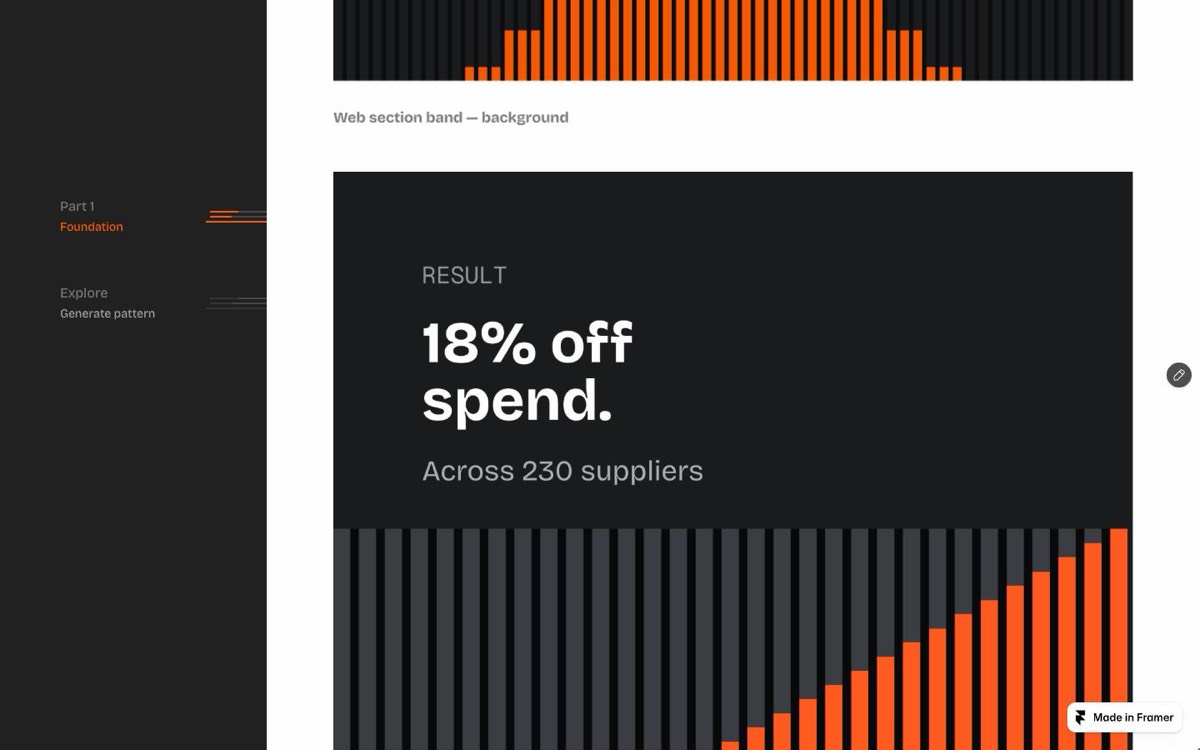 Web section band — background
Part 1
Foundation
Explore
Generate pattern
RESULT
18% off
spend.
Across 230 suppliers
Made in Framer